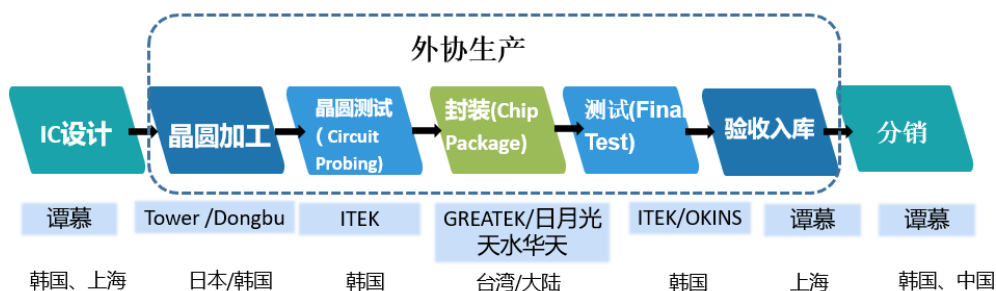 外协生产
IC设计
晶圆加工
晶圆测试
( Circuit
Probing)
封装(Chip
Package)
测试(Final
Test)
验收入库
分销
谭慕
Tower /Dongbu
ITEK
GREATEK/日月光
天水华天
ITEK/OKINS
谭慕
谭慕
韩国、上海
日本/韩国
韩国
台湾/大陆
韩国
上海
韩国、中国